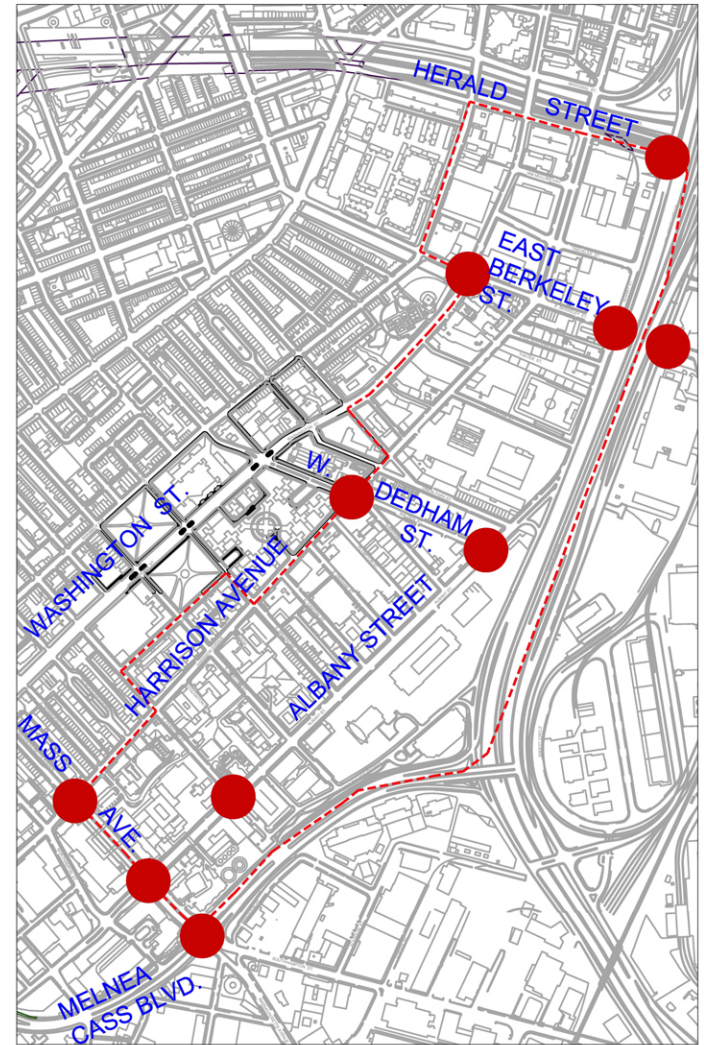 HERALD STREET
EAST
BERKELEY
ST.
W. DEDHAM
ST.
WASHINGTON ST.
HARRISON AVENUE
ALBANY STREET
MASS AVE.
MELNEA
CASS BLVD.